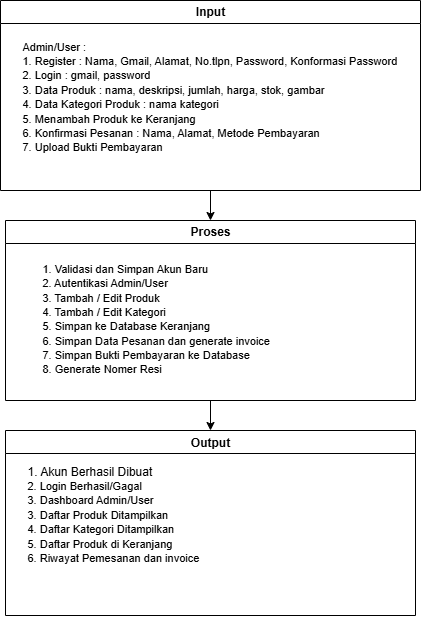 Input
Admin/User :
1. Register : Nama, Gmail, Alamat, No.tlpn, Password, Konformasi Password
2. Login : gmail, password
3. Data Produk : nama, deskripsi, jumlah, harga, stok, gambar
4. Data Kategori Produk : nama kategori
5. Menambah Produk ke Keranjang
6. Konfirmasi Pesanan : Nama, Alamat, Metode Pembayaran
7. Upload Bukti Pembayaran
Proses
1. Validasi dan Simpan Akun Baru
2. Autentikasi Admin/User
3. Tambah / Edit Produk
4. Tambah / Edit Kategori
5. Simpan ke Database Keranjang
6. Simpan Data Pesanan dan generate invoice
7. Simpan Bukti Pembayaran ke Database
8. Generate Nomer Resi
Output
1. Akun Berhasil Dibuat
2. Login Berhasil/Gagal
3. Dashboard Admin/User
3. Daftar Produk Ditampilkan
4. Daftar Kategori Ditampilkan
5. Daftar Produk di Keranjang
6. Riwayat Pemesanan dan invoice